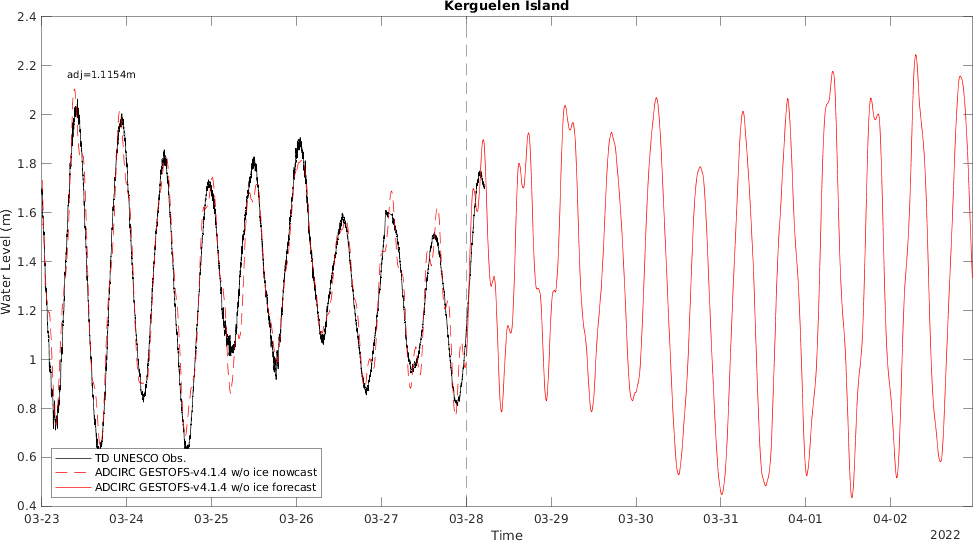 Kerguelen Island
adj=1.1154m
Water Level (m)
2.4
2.2
2
1.8
1.6
1.4
1.2
1
0.8
0.6
0.4
TD UNESCO Obs.
ADCIRC GESTOFS-v4.1.4 w/o ice nowcast
ADCIRC GESTOFS-v4.1.4 w/o ice forecast
03-23 03-24 03-25 03-26 03-27 03-28 03-29 03-30 03-31 04-01 04-02
Time
2022